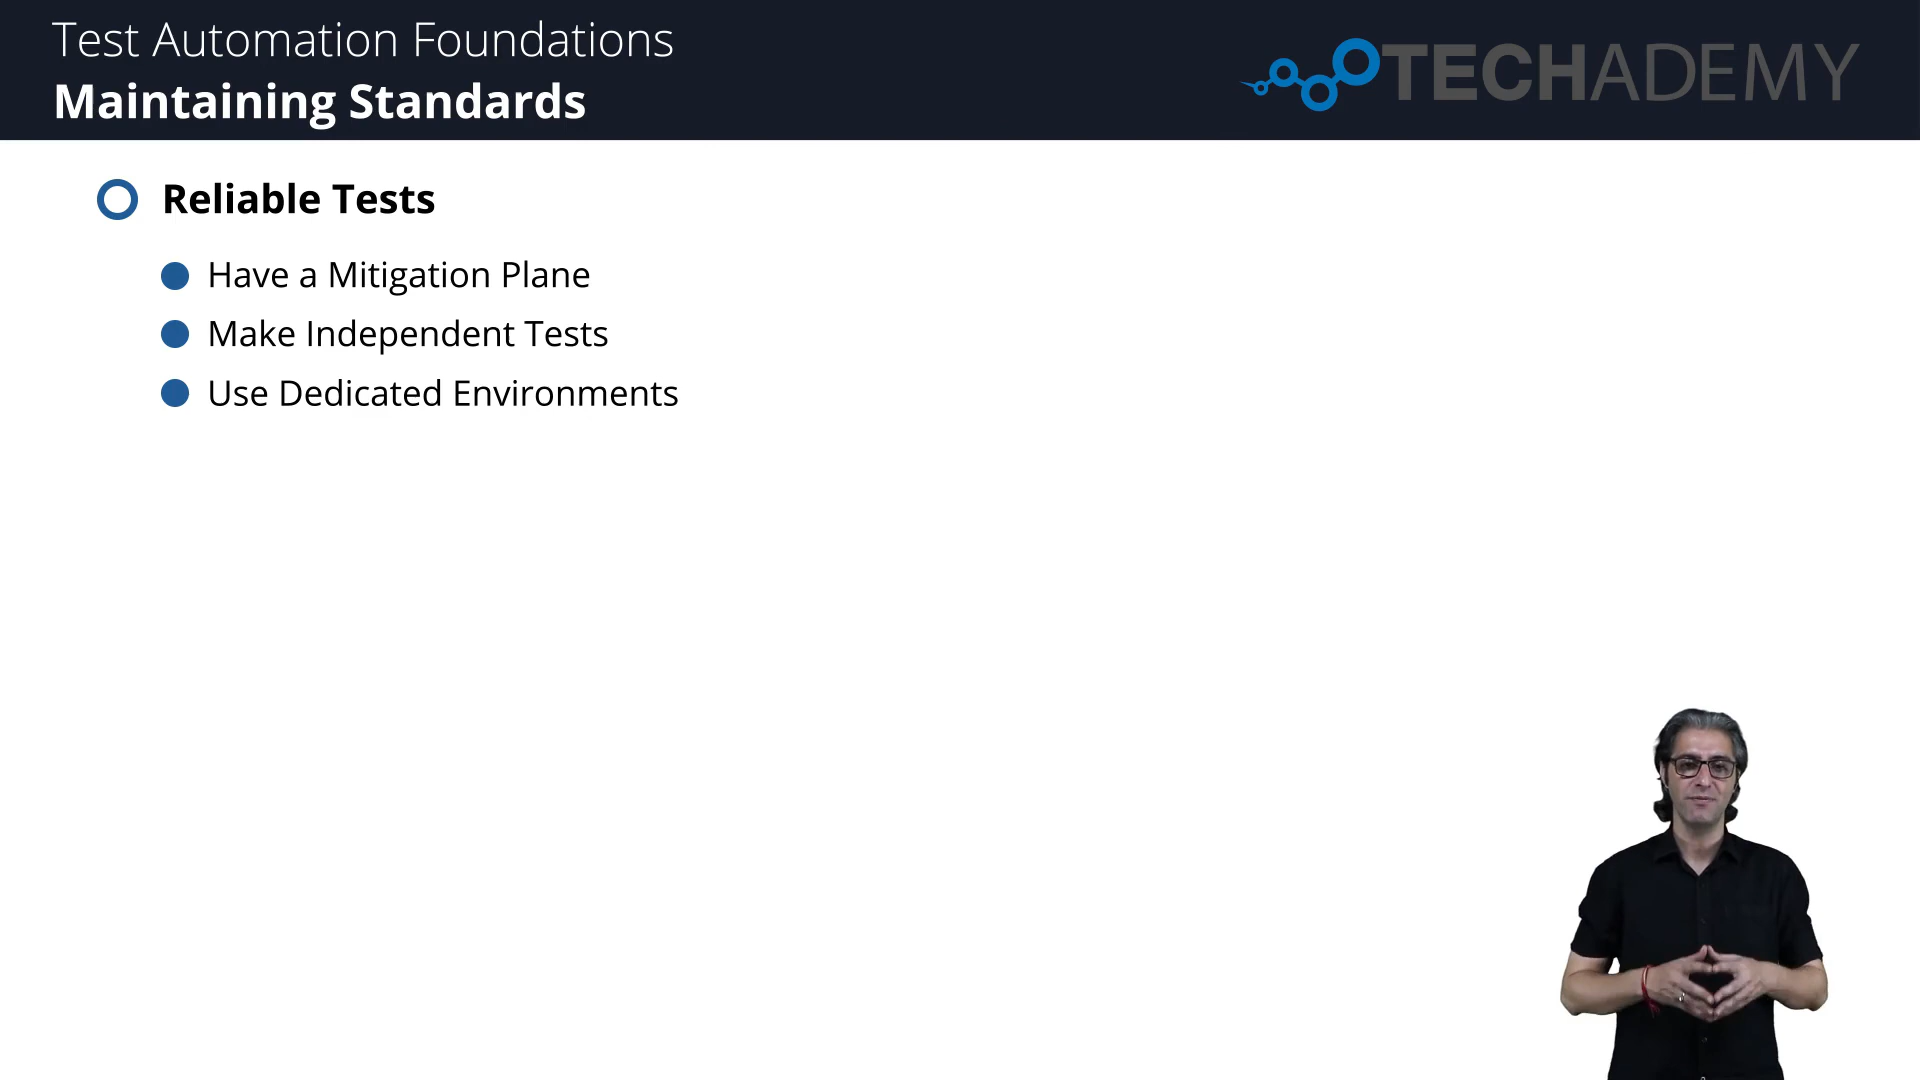 Test Automation Foundations
Maintaining Standards
TECHADEMY
Reliable Tests
Have a Mitigation Plane
Make Independent Tests
Use Dedicated Environments